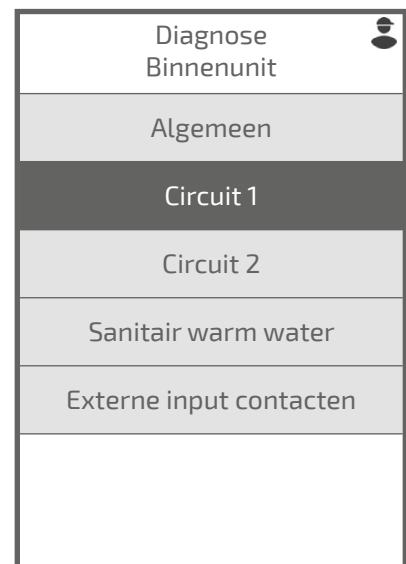 Diagnose
Binnenunit
Algemeen
Circuit 1
Circuit 2
Sanitair warm water
Externe input contacten